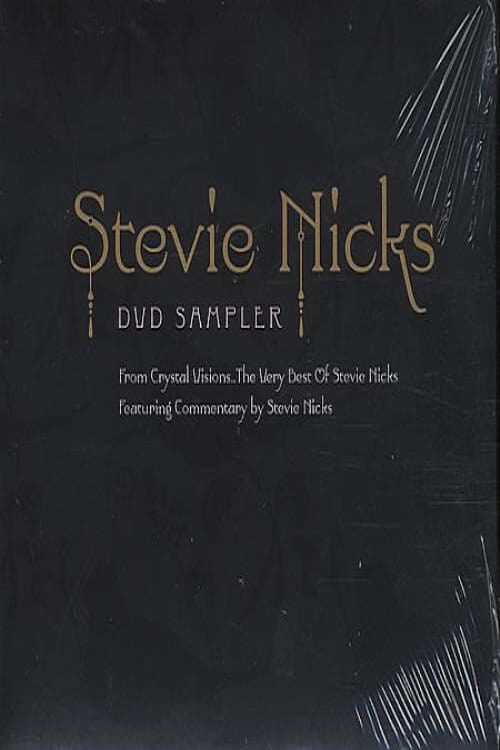 Stevie Nicks
DVD SAMPLER
From Crystal Visions...The Very Best Of Stevie Nicks
Featuring Commentary by Stevie Nicks